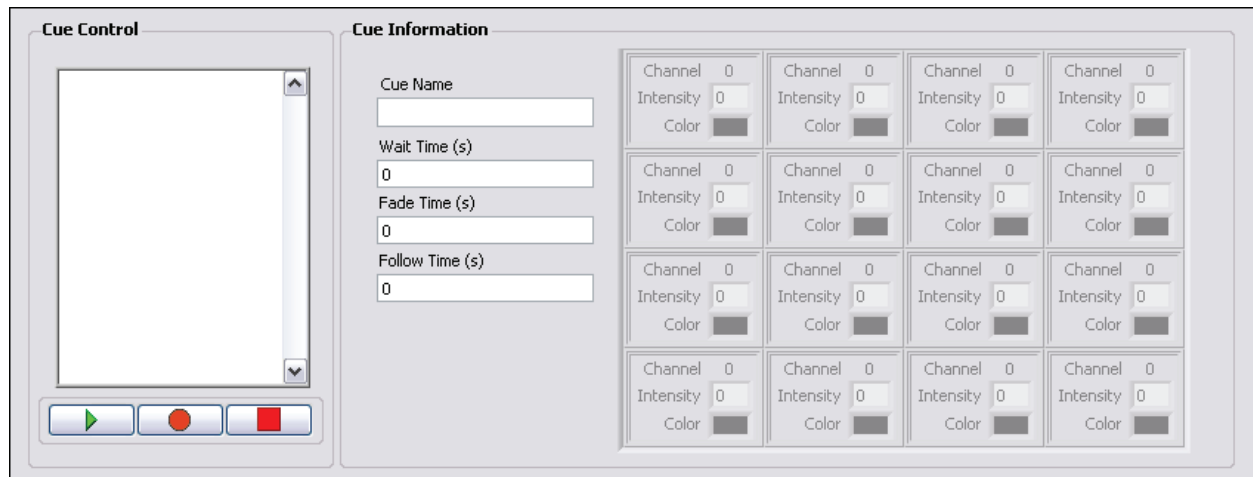 Cue Control
Cue Information
Cue Name
Wait Time (s)
0
Fade Time (s)
0
Follow Time (s)
0
Channel 0 Channel 0 Channel 0 Channel 0
Intensity 0 Intensity 0 Intensity 0 Intensity 0
Color Color Color Color
Channel 0 Channel 0 Channel 0 Channel 0
Intensity 0 Intensity 0 Intensity 0 Intensity 0
Color Color Color Color
Channel 0 Channel 0 Channel 0 Channel 0
Intensity 0 Intensity 0 Intensity 0 Intensity 0
Color Color Color Color
Channel 0 Channel 0 Channel 0 Channel 0
Intensity 0 Intensity 0 Intensity 0 Intensity 0
Color Color Color Color